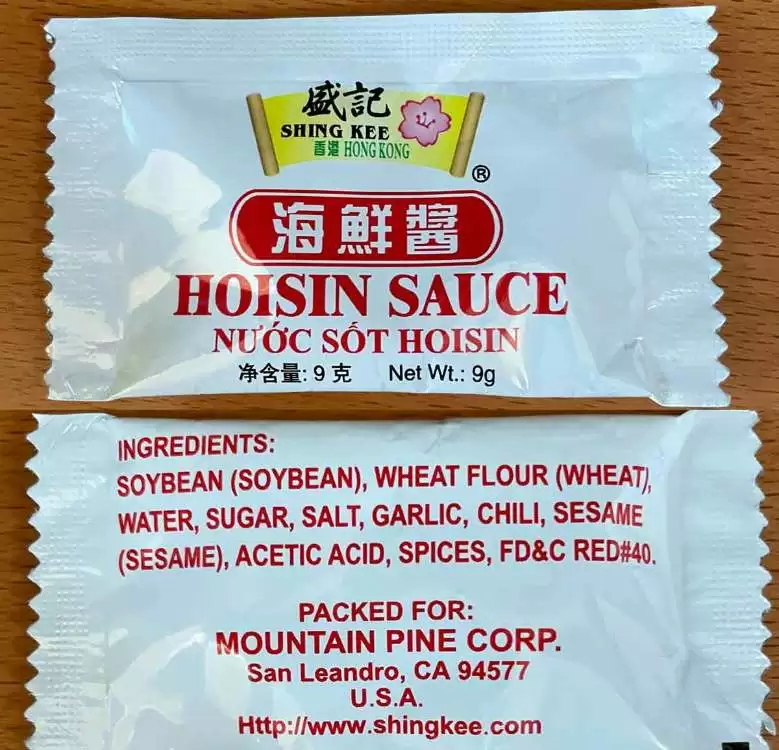 盛記
SHING KEE
香港 HONG KONG
®
海鮮醬
HOISIN SAUCE
NƯỚC SỐT HOISIN
净含量: 9 克 Net Wt.: 9g
INGREDIENTS:
SOYBEAN (SOYBEAN), WHEAT FLOUR (WHEAT),
WATER, SUGAR, SALT, GARLIC, CHILI, SESAME
(SESAME), ACETIC ACID, SPICES, FD&C RED#40.
PACKED FOR:
MOUNTAIN PINE CORP.
San Leandro, CA 94577
U.S.A.
Http://www.shingkee.com